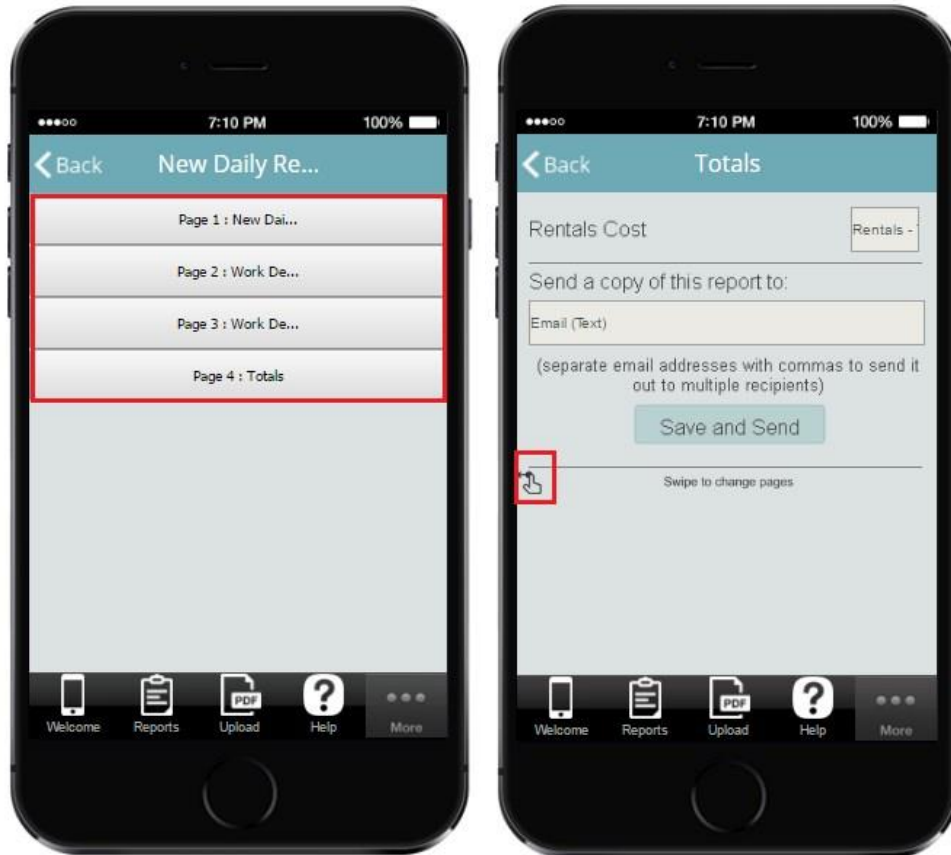 7:10 PM
100%
Back
New Daily Re...
Page 1 : New Dai...
Page 2 : Work De...
Page 3 : Work De...
Page 4 : Totals
Welcome
Reports
PDF
Upload
Help
More
7:10 PM
100%
Back
Totals
Rentals Cost
Rentals -
Send a copy of this report to:
Email (Text)
(separate email addresses with commas to send it
out to multiple recipients)
Save and Send
Swipe to change pages
Welcome
Reports
PDF
Upload
Help
More